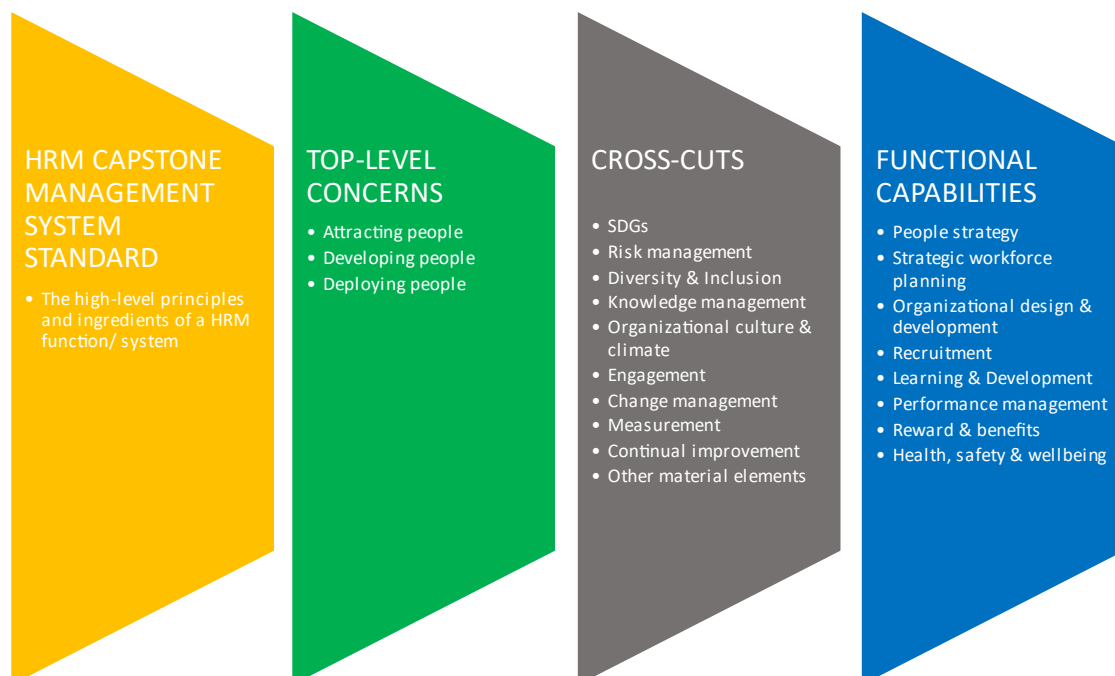 HRM CAPSTONE
MANAGEMENT
SYSTEM
STANDARD
• The high-level principles
and ingredients of a HRM
function/ system
TOP-LEVEL
CONCERNS
• Attracting people
• Developing people
• Deploying people
CROSS-CUTS
• SDGs
• Risk management
• Diversity & Inclusion
• Knowledge management
• Organizational culture &
climate
• Engagement
• Change management
• Measurement
• Continual improvement
• Other material elements
FUNCTIONAL
CAPABILITIES
• People strategy
• Strategic workforce
planning
• Organizational design &
development
• Recruitment
• Learning & Development
• Performance management
• Reward & benefits
• Health, safety & wellbeing